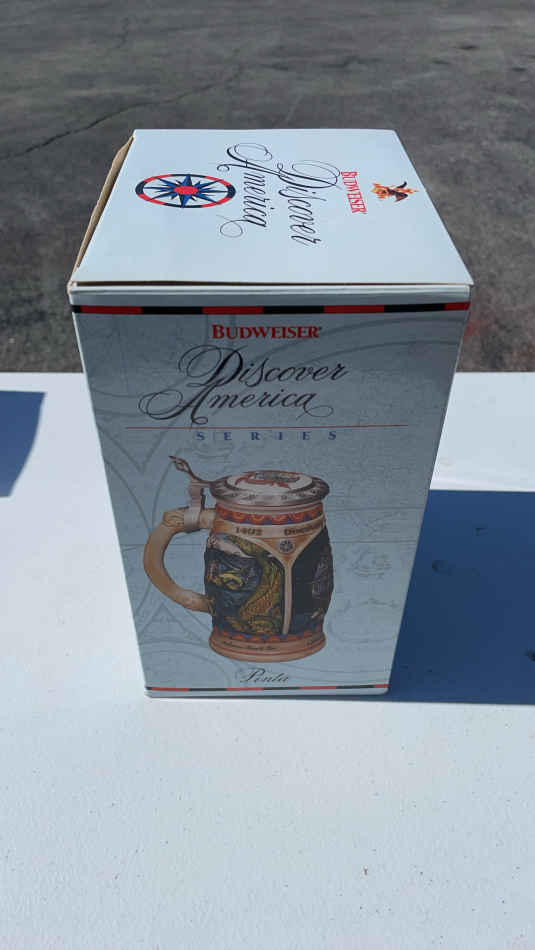 BUDWEISER
Discover
America
BUDWEISER®
Discover
America
SERIES
1492
Pinta